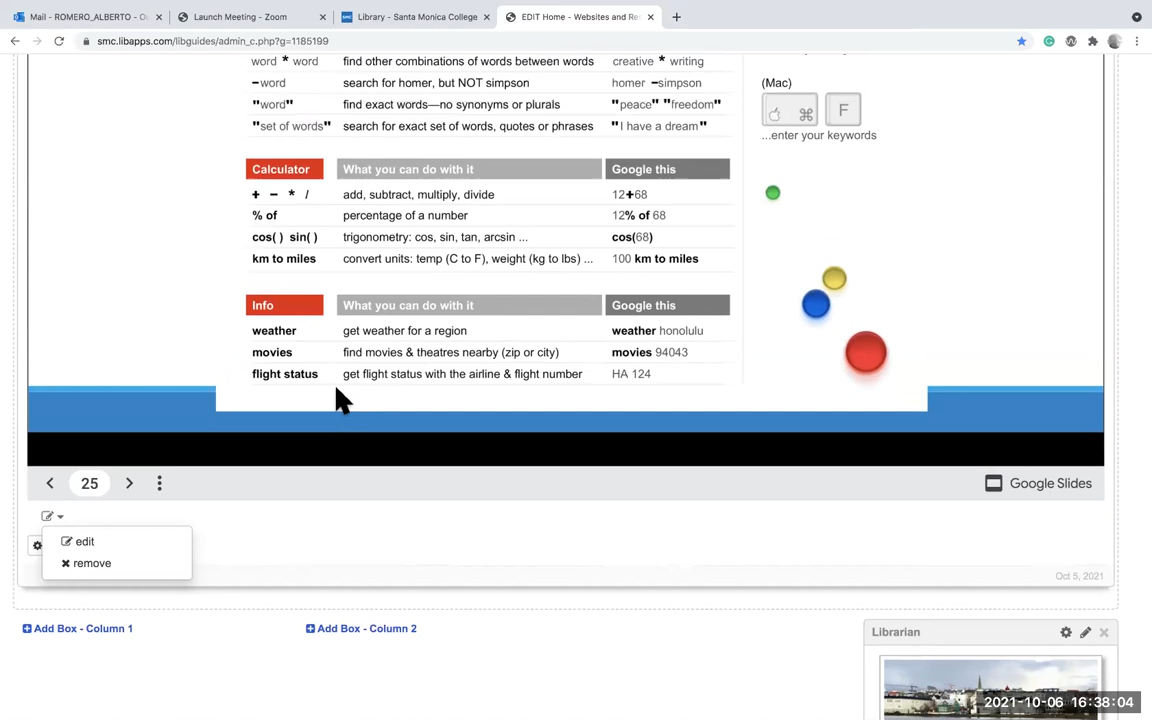 Mail - ROMERO_ALBERTO - Ou
Launch Meeting - Zoom
Library - Santa Monica College
EDIT Home - Websites and Res
smc.libapps.com/libguides/admin_c.php?g=1185199
word * word find other combinations of words between words creative * writing
–word search for homer, but NOT simpson homer –simpson
"word" find exact words—no synonyms or plurals "peace" "freedom"
"set of words" search for exact set of words, quotes or phrases "I have a dream"
(Mac)
⌘ F
...enter your keywords
Calculator What you can do with it Google this
+ – * / add, subtract, multiply, divide 12+68
% of percentage of a number 12% of 68
cos( ) sin( ) trigonometry: cos, sin, tan, arcsin ... cos(68)
km to miles convert units: temp (C to F), weight (kg to lbs) ... 100 km to miles
Info What you can do with it Google this
weather get weather for a region weather honolulu
movies find movies & theatres nearby (zip or city) movies 94043
flight status get flight status with the airline & flight number HA 124
25
Google Slides
edit
remove
Oct 5, 2021
Add Box - Column 1
Add Box - Column 2
Librarian
2021-10-06 16:38:04